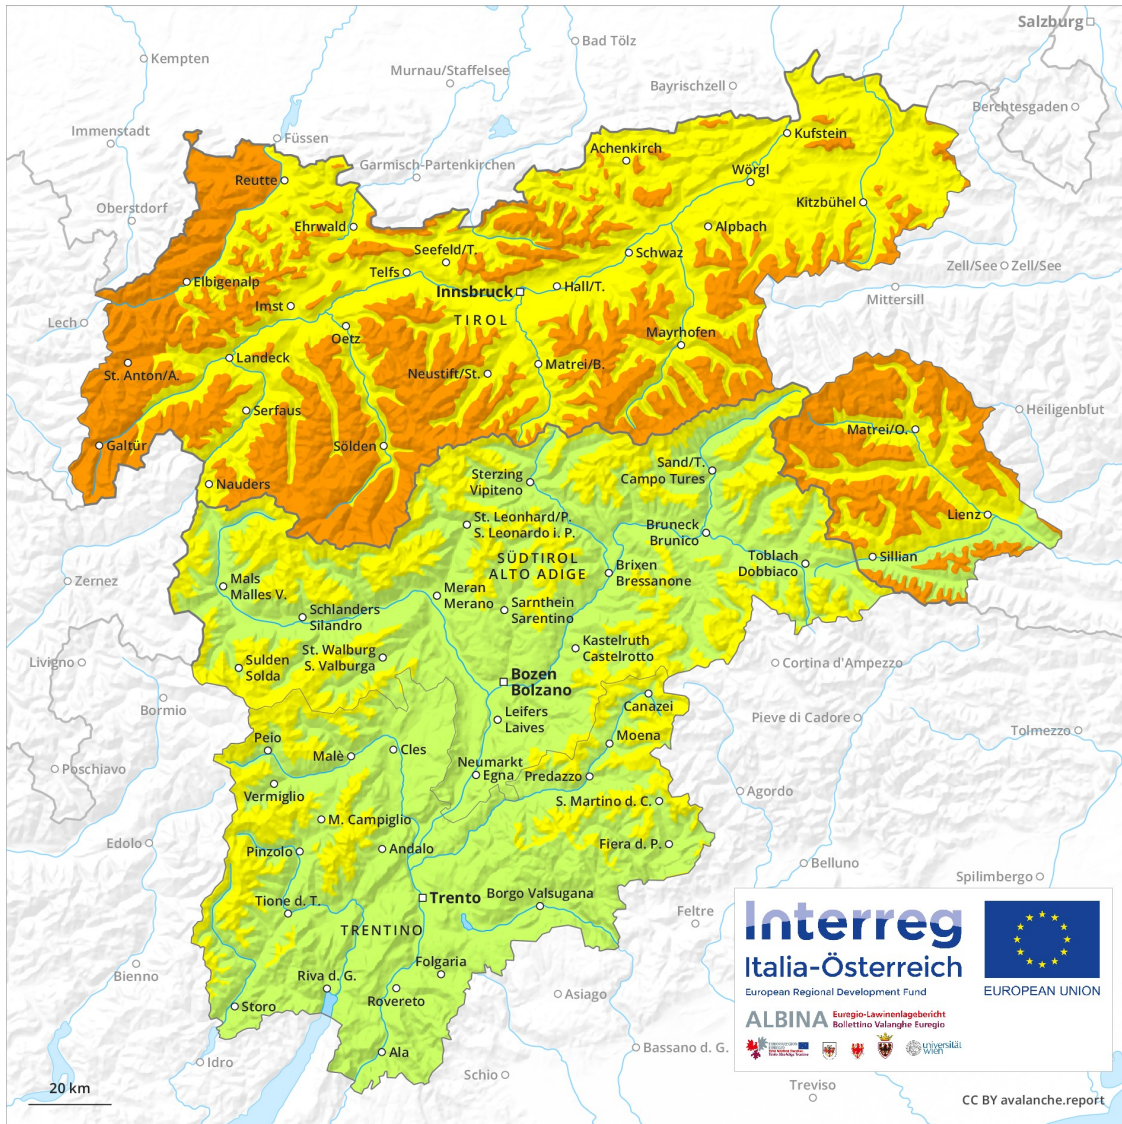 Salzburg
Bad Tölz
Kempten
Murnau/Staffelsee
Bayrischzell
Berchtesgaden
Immenstadt
Füssen
Kufstein
Achenkirch
Garmisch-Partenkirchen
Wörgl
Reutte
Oberstdorf
Kitzbühel
Ehrwald
Alpbach
Seefeld/T.
Schwaz
Telfs
Zell/See
Zell/See
Elbigenalp
Hall/T.
Innsbruck
Mittersill
Imst
TIROL
Lech
Oetz
Mayrhofen
Landeck
Matrei/B.
St. Anton/A.
Neustift/St.
Serfaus
Heiligenblut
Matrei/O.
Galtür
Sölden
Sand/T.
Campo Tures
Sterzing
Vipiteno
Nauders
Lienz
St. Leonhard/P.
S. Leonardo i. P.
Bruneck
Brunico
Toblach
Dobbiaco
Sillian
SÜDTIROL
ALTO ADIGE
Brixen
Bressanone
Zernez
Mals
Malles V.
Meran
Merano
Sarnthein
Sarentino
Schlanders
Silandro
Kastelruth
Castelrotto
St. Walburg
S. Valburga
Livigno
Sulden
Solda
Cortina d'Ampezzo
Bozen
Bolzano
Bormio
Canazei
Leifers
Laives
Pieve di Cadore
Tolmezzo
Peio
Moena
Malè
Cles
Neumarkt
Egna
Predazzo
Poschiavo
Vermiglio
Agordo
S. Martino d. C.
M. Campiglio
Edolo
Pinzolo
Andalo
Fiera d. P.
Belluno
Spilimbergo
Trento
Borgo Valsugana
Tione d. T.
Feltre
TRENTINO
Interreg
Italia-Österreich
European Regional Development Fund
EUROPEAN UNION
Folgaria
Bienno
Riva d. G.
Rovereto
Asiago
Storo
ALBINA
Euregio-Lawinenlagebericht
Bollettino Valanghe Euregio
universität
wien
Ala
Bassano d. G.
Idro
Schio
Treviso
20 km
CC BY avalanche.report